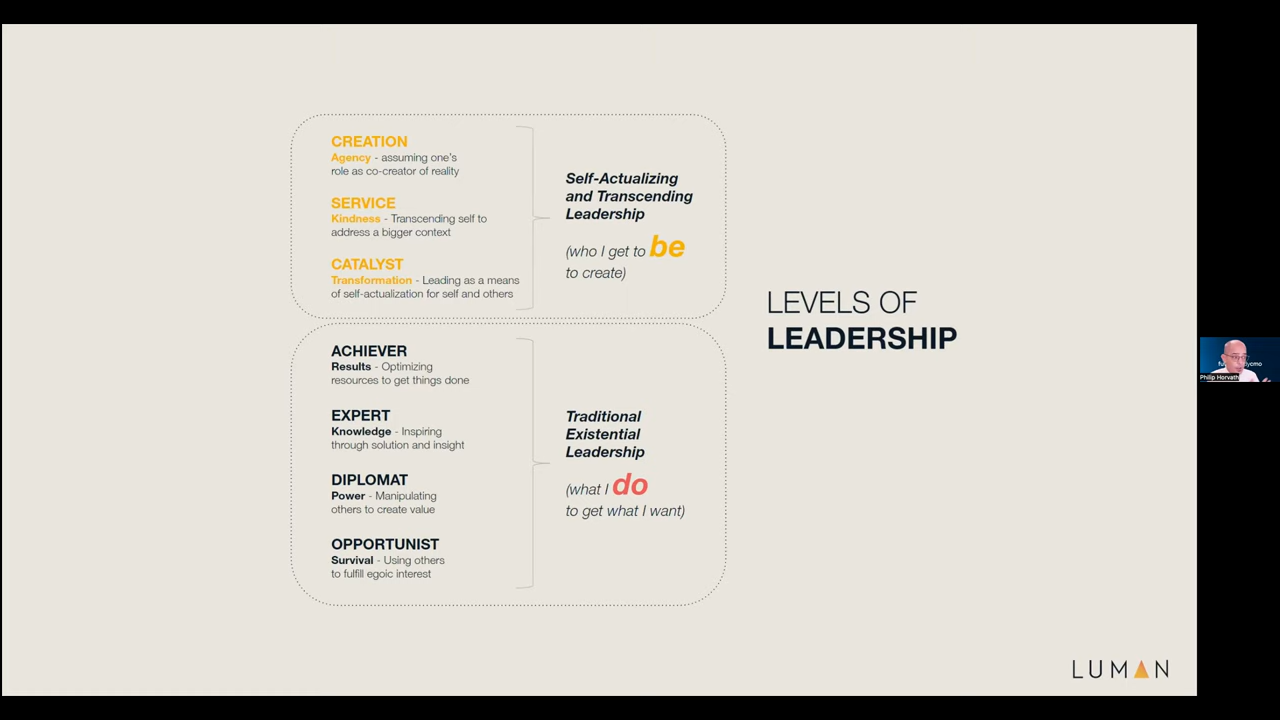 CREATION
Agency - assuming one's
role as co-creator of reality
SERVICE
Kindness - Transcending self to
address a bigger context
CATALYST
Transformation - Leading as a means
of self-actualization for self and others
Self-Actualizing
and Transcending
Leadership
(who I get to be
to create)
ACHIEVER
Results - Optimizing
resources to get things done
EXPERT
Knowledge - Inspiring
through solution and insight
DIPLOMAT
Power - Manipulating
others to create value
OPPORTUNIST
Survival - Using others
to fulfill egoic interest
Traditional
Existential
Leadership
(what I do
to get what I want)
LEVELS OF
LEADERSHIP
Philip Horvath
LUMAN